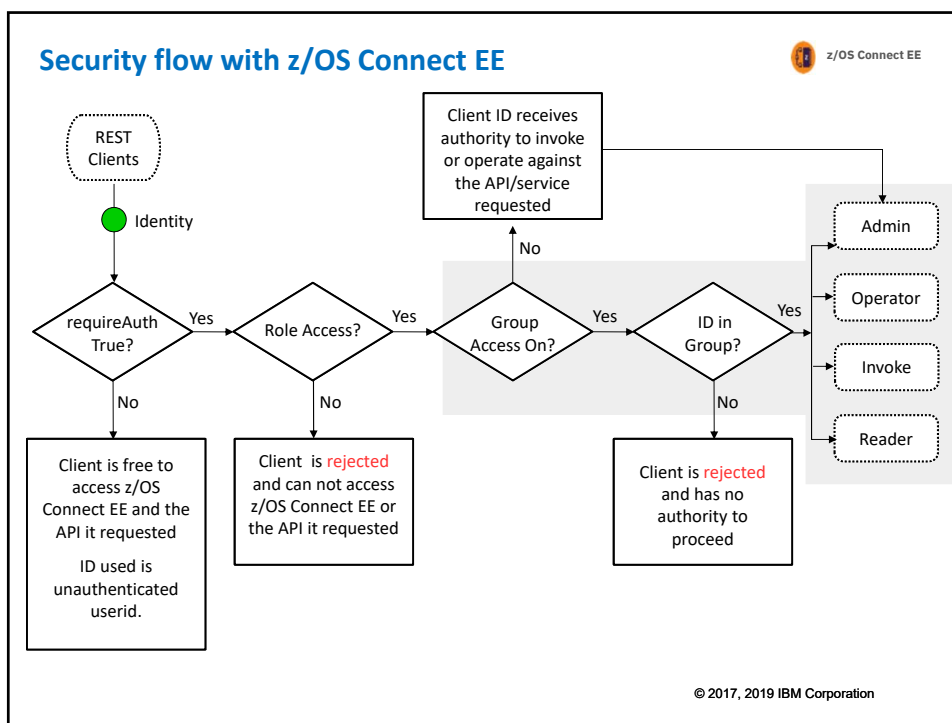 Security flow with z/OS Connect EE
z/OS Connect EE
REST
Clients
Identity
Client ID receives
authority to invoke
or operate against
the API/service
requested
No
requireAuth
True?
Yes
Role Access?
Yes
Group
Access On?
Yes
ID in
Group?
Yes
Admin
Operator
Invoke
Reader
No
No
No
Client is free to
access z/OS
Connect EE and the
API it requested
ID used is
unauthenticated
userid.
Client is rejected
and can not access
z/OS Connect EE or
the API it requested
Client is rejected
and has no
authority to
proceed
© 2017, 2019 IBM Corporation